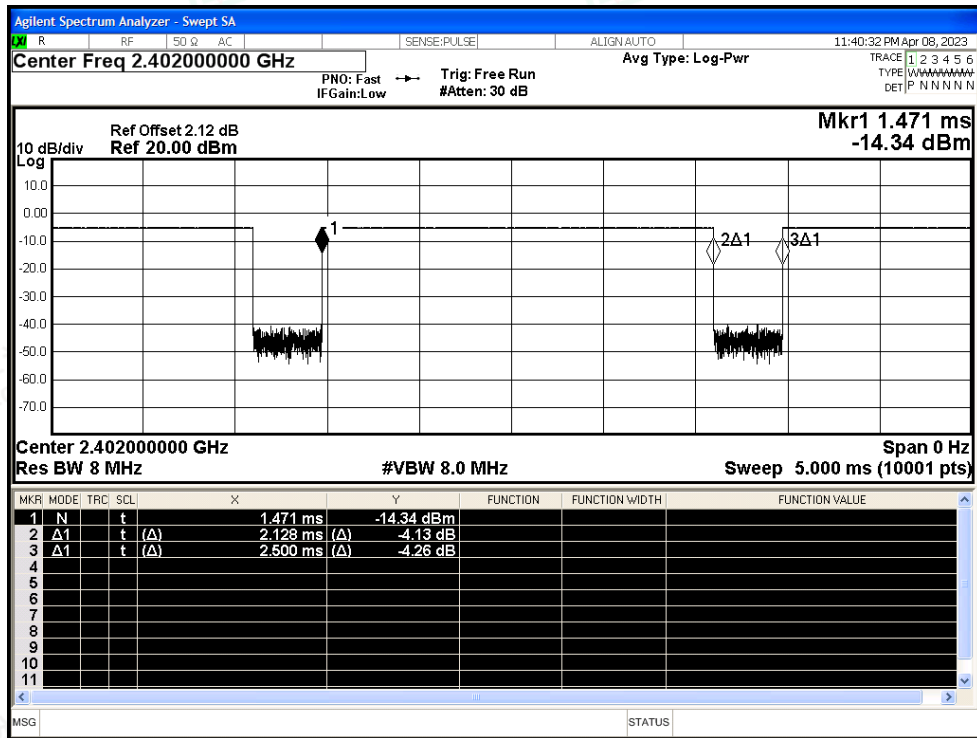 Agilent Spectrum Analyzer - Swept SA
LXI R RF 50 Ω AC SENSE:PULSE ALIGN AUTO 11:40:32 PM Apr 08, 2023
Center Freq 2.402000000 GHz
PNO: Fast
IFGain:Low
Trig: Free Run
#Atten: 30 dB
Avg Type: Log-Pwr
TRACE 1 2 3 4 5 6
TYPE
DET P N N N N N
Mkr1 1.471 ms
-14.34 dBm
Ref Offset 2.12 dB
10 dB/div Ref 20.00 dBm
Log
10.0
0.00
-10.0
-20.0
-30.0
-40.0
-50.0
-60.0
-70.0
1
2Δ1
3Δ1
Center 2.402000000 GHz Span 0 Hz
Res BW 8 MHz #VBW 8.0 MHz Sweep 5.000 ms (10001 pts)
MKR MODE TRC SCL X Y FUNCTION FUNCTION WIDTH FUNCTION VALUE
1 N t 1.471 ms -14.34 dBm
2 Δ1 t (Δ) 2.128 ms (Δ) -4.13 dB
3 Δ1 t (Δ) 2.500 ms (Δ) -4.26 dB
4
5
6
7
8
9
10
11
MSG STATUS